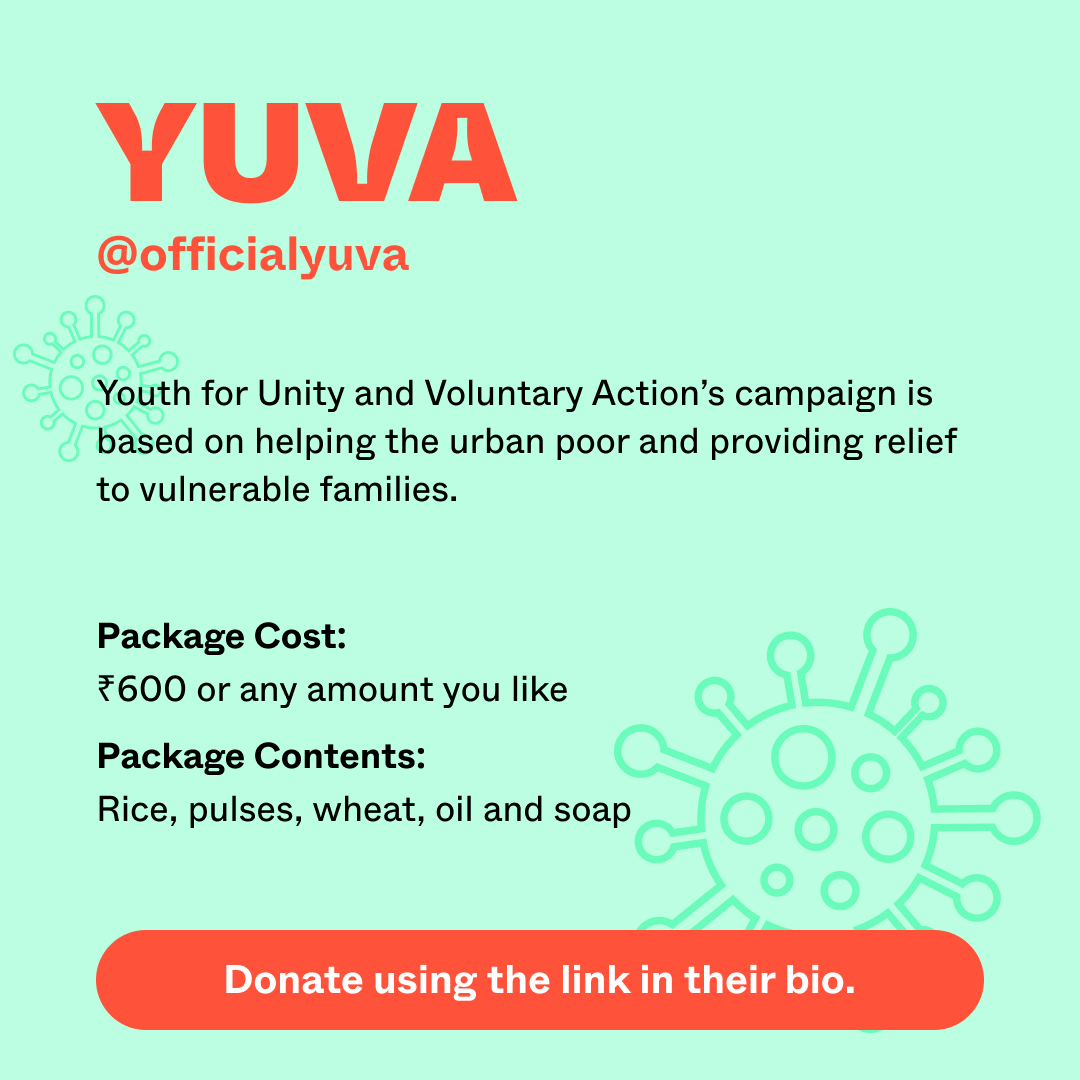 YUVA
@officialyuva
Youth for Unity and Voluntary Action’s campaign is
based on helping the urban poor and providing relief
to vulnerable families.
Package Cost:
₹600 or any amount you like
Package Contents:
Rice, pulses, wheat, oil and soap
Donate using the link in their bio.